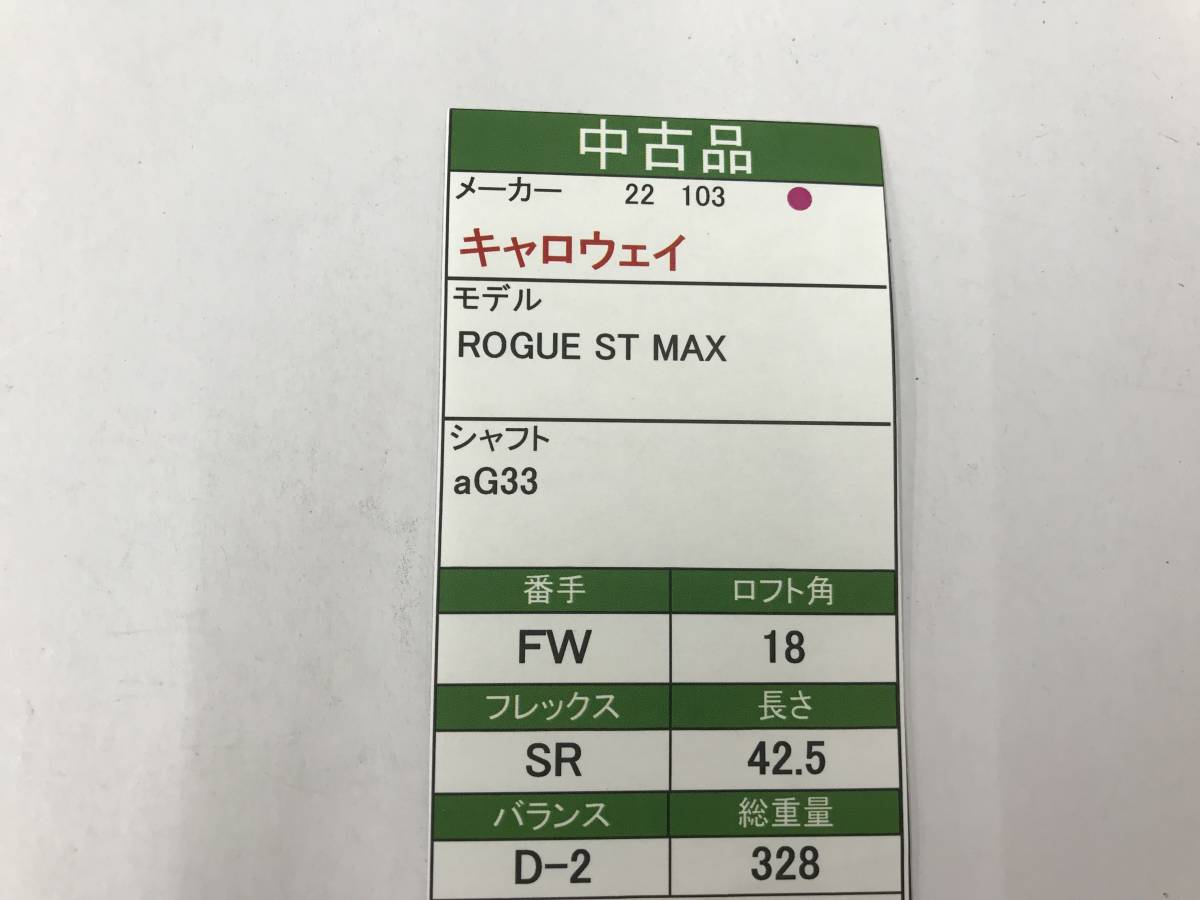 中古品
メーカー 22 103
キャロウェイ
モデル
ROGUE ST MAX
シャフト
aG33
番手 ロフト角
FW 18
フレックス 長さ
SR 42.5
バランス 総重量
D-2 328